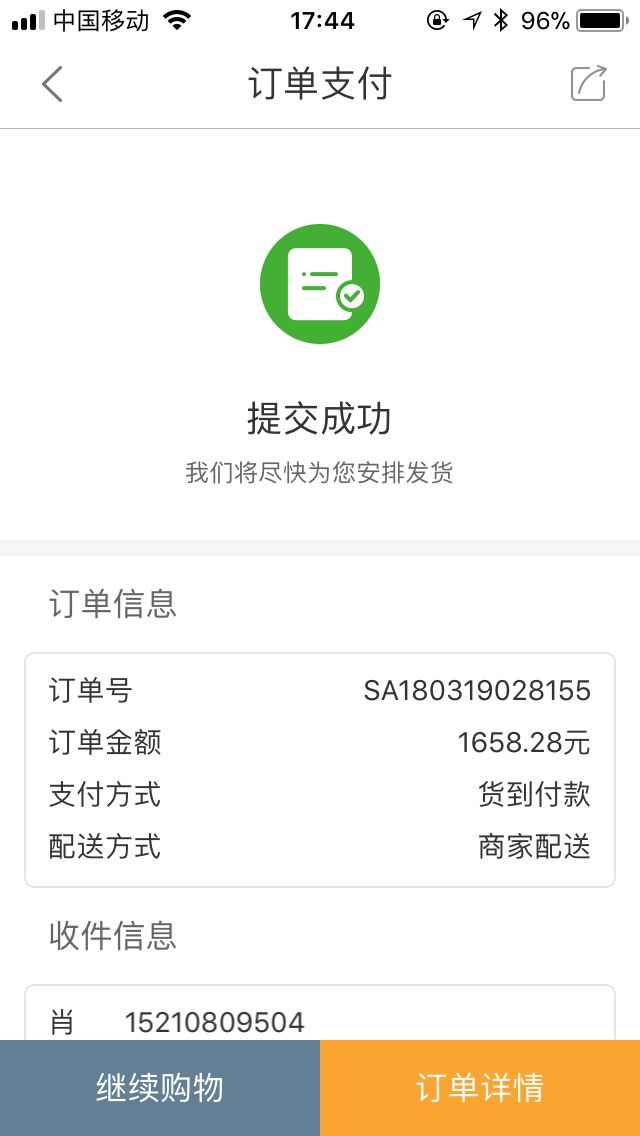 中国移动 17:44 96%
订单支付
提交成功
我们将尽快为您安排发货
订单信息
订单号 SA180319028155
订单金额 1658.28元
支付方式 货到付款
配送方式 商家配送
收件信息
肖 15210809504
继续购物 订单详情